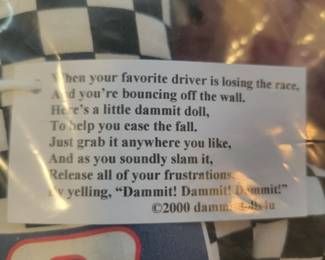 When your favorite driver is losing the race,
And you're bouncing off the wall.
Here's a little dammit doll,
To help you ease the fall.
Just grab it anywhere you like,
And as you soundly slam it,
Release all of your frustrations,
By yelling, "Dammit! Dammit! Dammit!"
©2000 dammitdolls4u